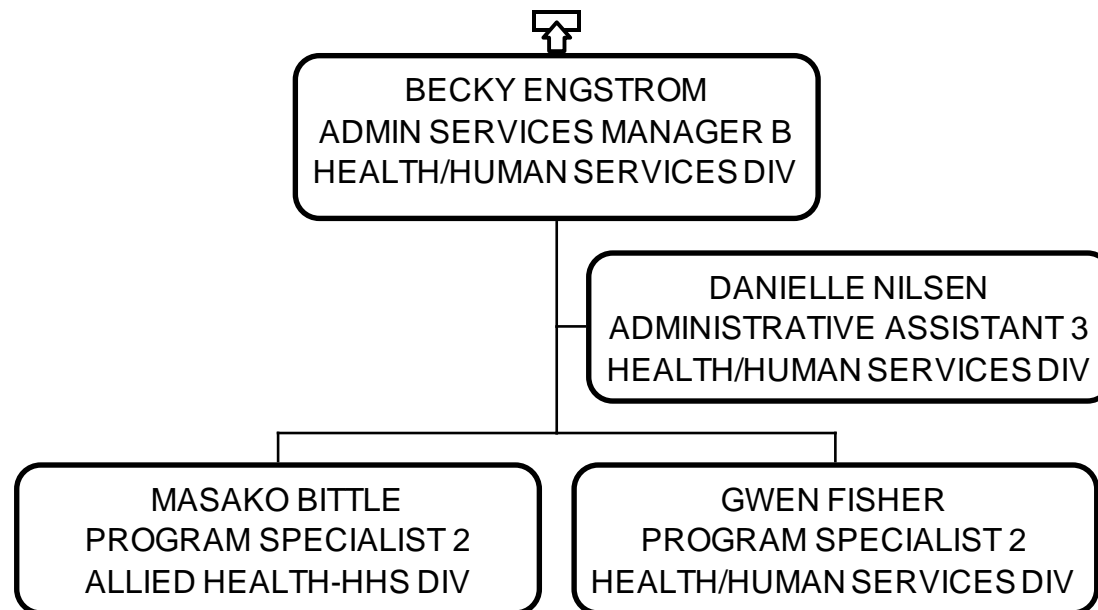 BECKY ENGSTROM
ADMIN SERVICES MANAGER B
HEALTH/HUMAN SERVICES DIV
DANIELLE NILSEN
ADMINISTRATIVE ASSISTANT 3
HEALTH/HUMAN SERVICES DIV
MASAKO BITTLE
PROGRAM SPECIALIST 2
ALLIED HEALTH-HHS DIV
GWEN FISHER
PROGRAM SPECIALIST 2
HEALTH/HUMAN SERVICES DIV